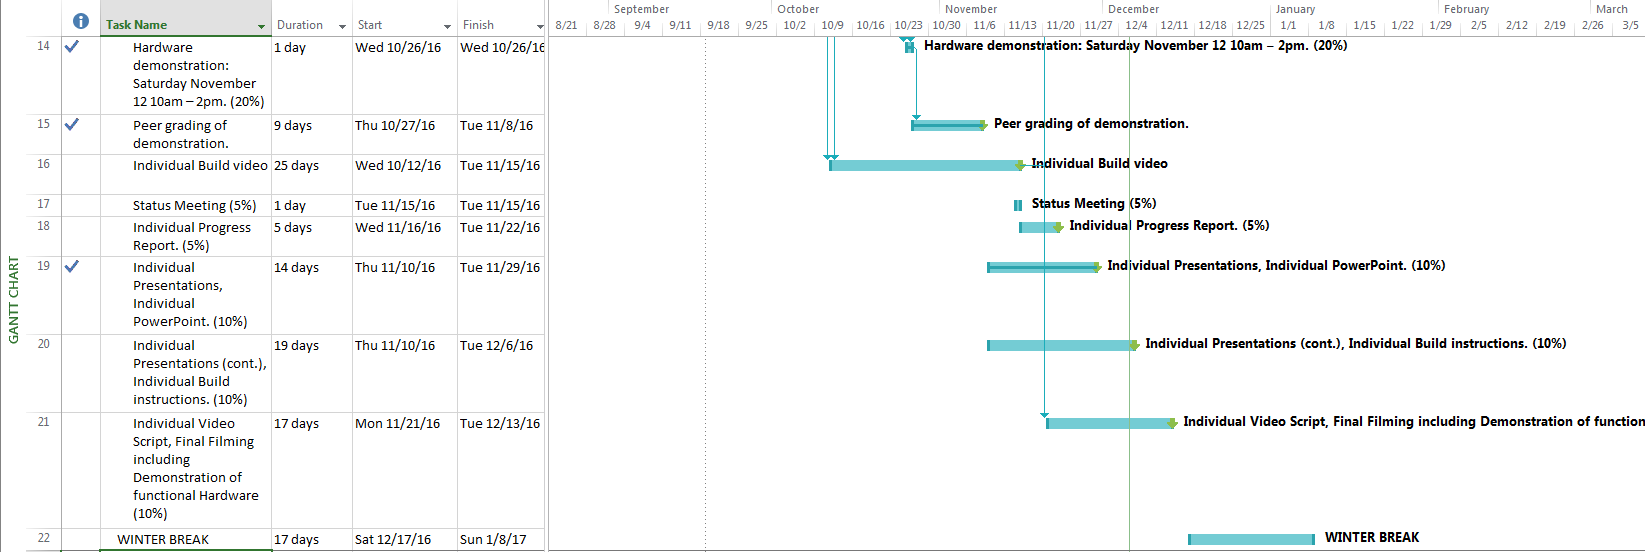 September October November December January February March
Task Name Duration Start Finish 8/21 8/28 9/4 9/11 9/18 9/25 10/2 10/9 10/16 10/23 10/30 11/6 11/13 11/20 11/27 12/4 12/11 12/18 12/25 1/1 1/8 1/15 1/22 1/29 2/5 2/12 2/19 2/26 3/5
14 Hardware 1 day Wed 10/26/16 Wed 10/26/16 Hardware demonstration: Saturday November 12 10am – 2pm. (20%)
demonstration:
Saturday November
12 10am – 2pm. (20%)
15 Peer grading of 9 days Thu 10/27/16 Tue 11/8/16 Peer grading of demonstration.
demonstration.
16 Individual Build video 25 days Wed 10/12/16 Tue 11/15/16 Individual Build video
17 Status Meeting (5%) 1 day Tue 11/15/16 Tue 11/15/16 Status Meeting (5%)
18 Individual Progress 5 days Wed 11/16/16 Tue 11/22/16 Individual Progress Report. (5%)
Report. (5%)
19 Individual 14 days Thu 11/10/16 Tue 11/29/16 Individual Presentations, Individual PowerPoint. (10%)
Presentations,
Individual
PowerPoint. (10%)
GANTT CHART
20 Individual 19 days Thu 11/10/16 Tue 12/6/16 Individual Presentations (cont.), Individual Build instructions. (10%)
Presentations (cont.),
Individual Build
instructions. (10%)
21 Individual Video 17 days Mon 11/21/16 Tue 12/13/16 Individual Video Script, Final Filming including Demonstration of function
Script, Final Filming
including
Demonstration of
functional Hardware
(10%)
22 WINTER BREAK 17 days Sat 12/17/16 Sun 1/8/17 WINTER BREAK